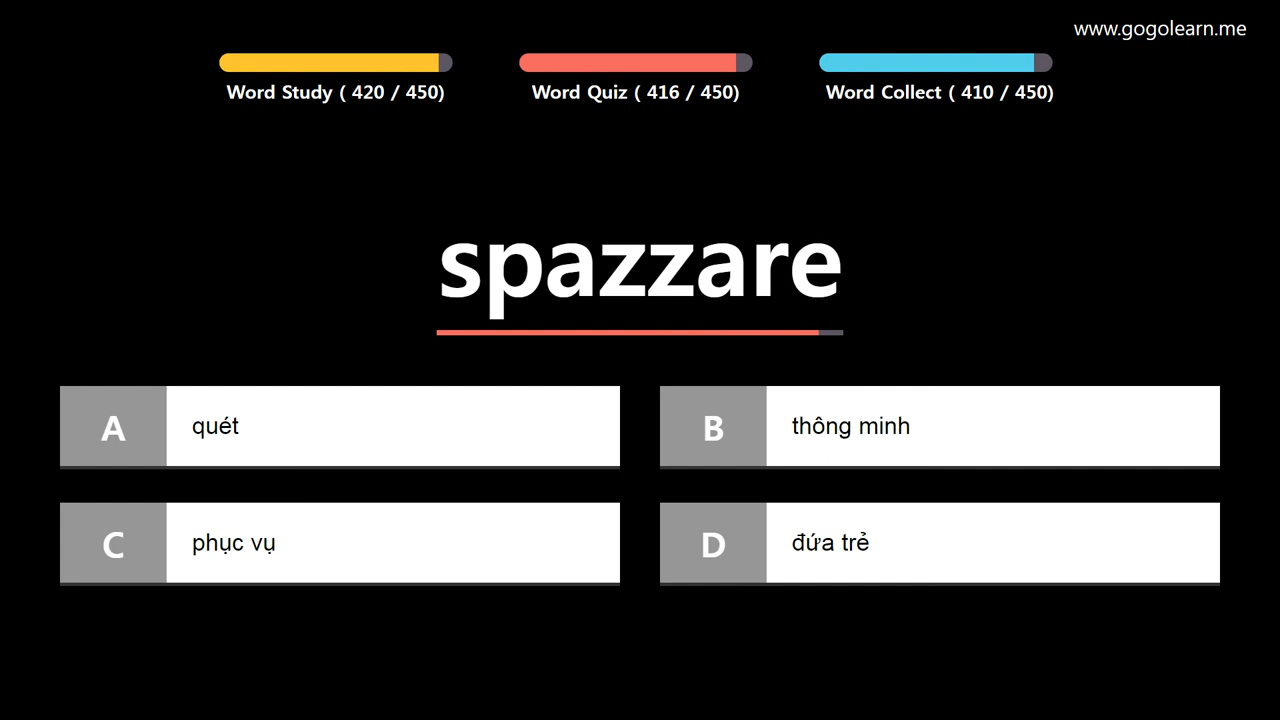 www.gogolearn.me
Word Study ( 420 / 450)
Word Quiz ( 416 / 450)
Word Collect ( 410 / 450)
spazzare
A
quét
B
thông minh
C
phục vụ
D
đứa trẻ